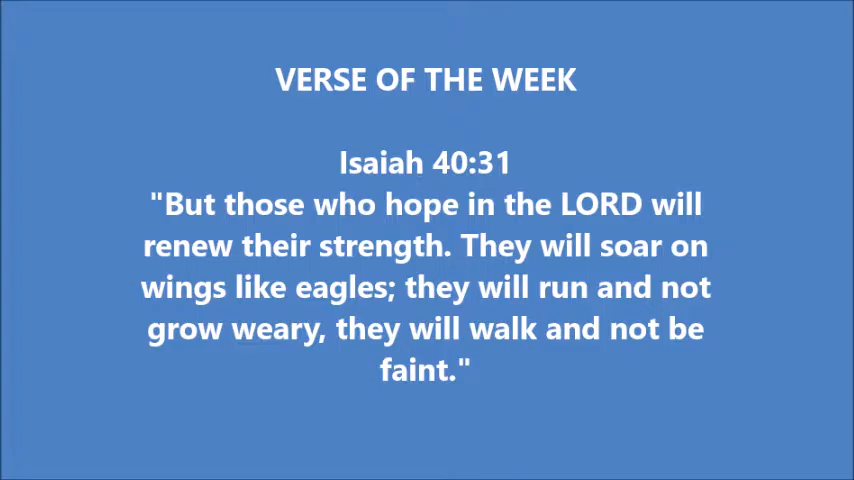 VERSE OF THE WEEK
Isaiah 40:31
"But those who hope in the LORD will
renew their strength. They will soar on
wings like eagles; they will run and not
grow weary, they will walk and not be
faint."